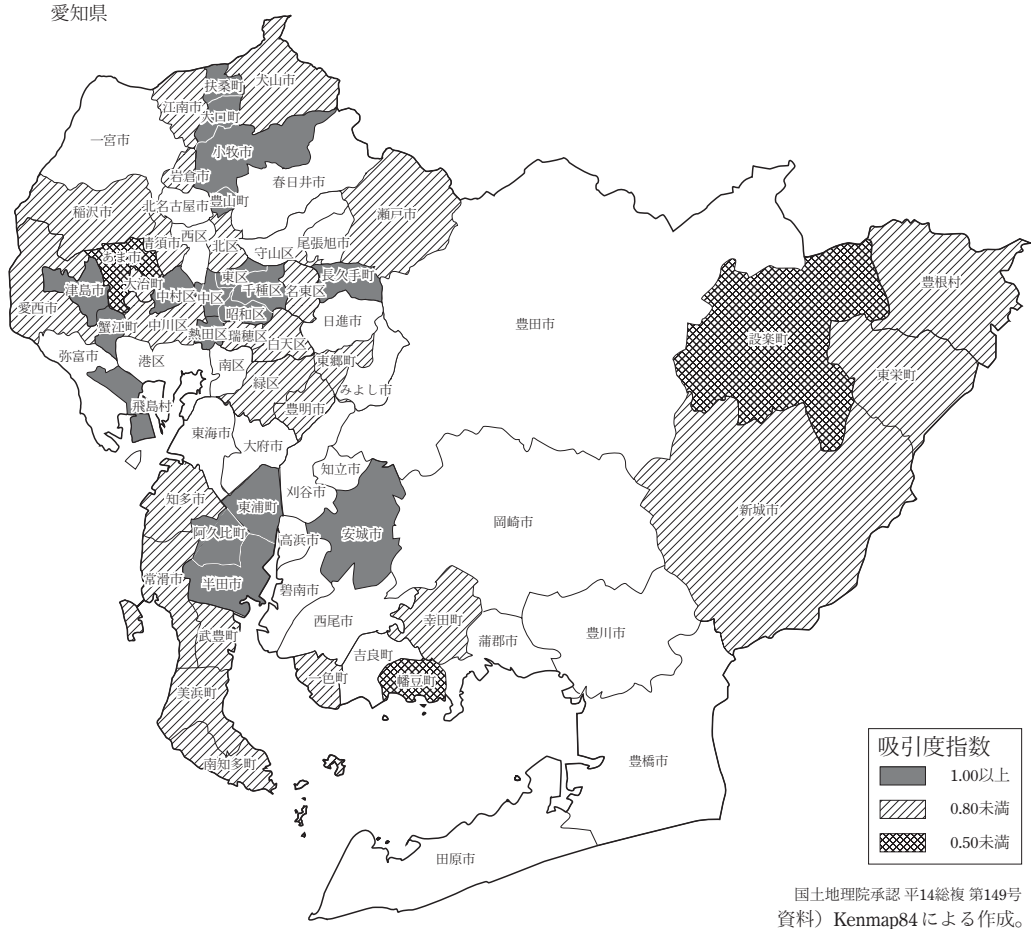 愛知県
犬山市
扶桑町
江南市
大口町
一宮市
小牧市
岩倉市
春日井市
豊山町
北名古屋市
稲沢市
瀬戸市
西区
清須市
北区
尾張旭市
守山区
あま市
東区
長久手町
豊根村
津島市
大治町
中村区
中区
千種区
名東区
愛西市
昭和区
蟹江町
中川区
日進市
豊田市
熱田区
瑞穂区
設楽町
白天区
弥富市
港区
南区
東郷町
東栄町
緑区
みよし市
飛島村
豊明市
東海市
大府市
知立市
刈谷市
知多市
東浦町
新城市
岡崎市
阿久比町
安城市
高浜市
常滑市
半田市
碧南市
西尾市
幸田町
豊川市
武豊町
蒲郡市
吉良町
一色町
幡豆町
美浜町
南知多町
豊橋市
田原市
吸引度指数
1.00以上
0.80未満
0.50未満
国土地理院承認 平14総複 第149号
資料）Kenmap84による作成。